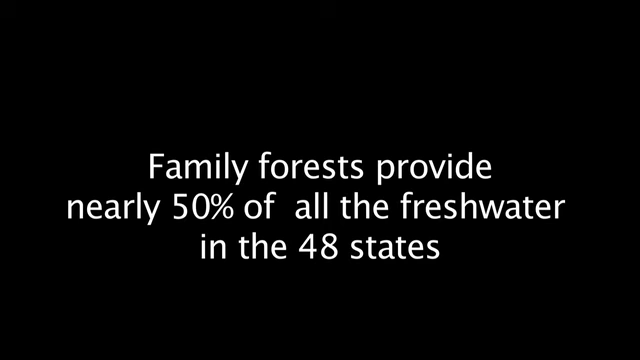 Family forests provide
nearly 50% of  all the freshwater
in the 48 states